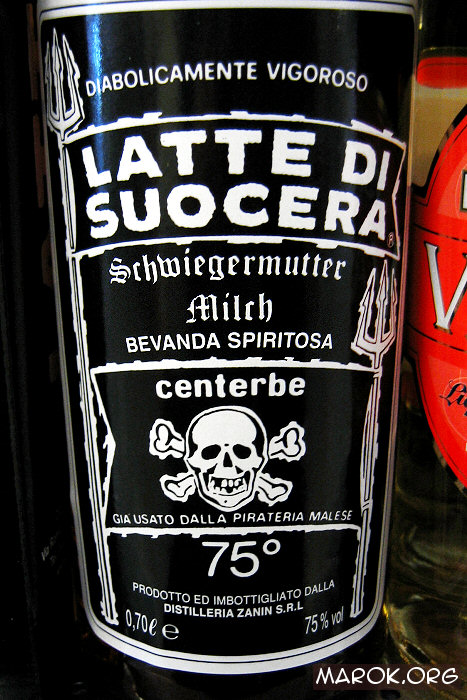 DIABOLICAMENTE VIGOROSO
LATTE DI
SUOCERA®
Schwiegermutter
Milch
BEVANDA SPIRITOSA
centerbe
GIA' USATO DALLA PIRATERIA MALESE
75°
PRODOTTO ED IMBOTTIGLIATO DALLA
DISTILLERIA ZANIN S.R.L
0,70ℓ e
75% vol
MAROK.ORG